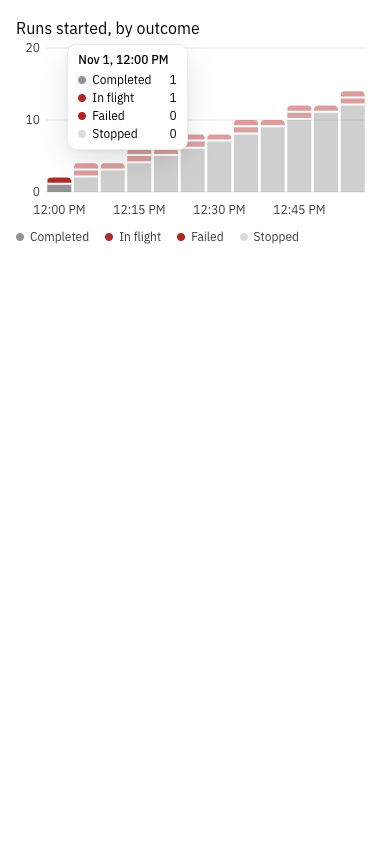 Runs started, by outcome
20
Nov 1, 12:00 PM
Completed 1
In flight 1
Failed 0
Stopped 0
10
0
12:00 PM 12:15 PM 12:30 PM 12:45 PM
Completed In flight Failed Stopped